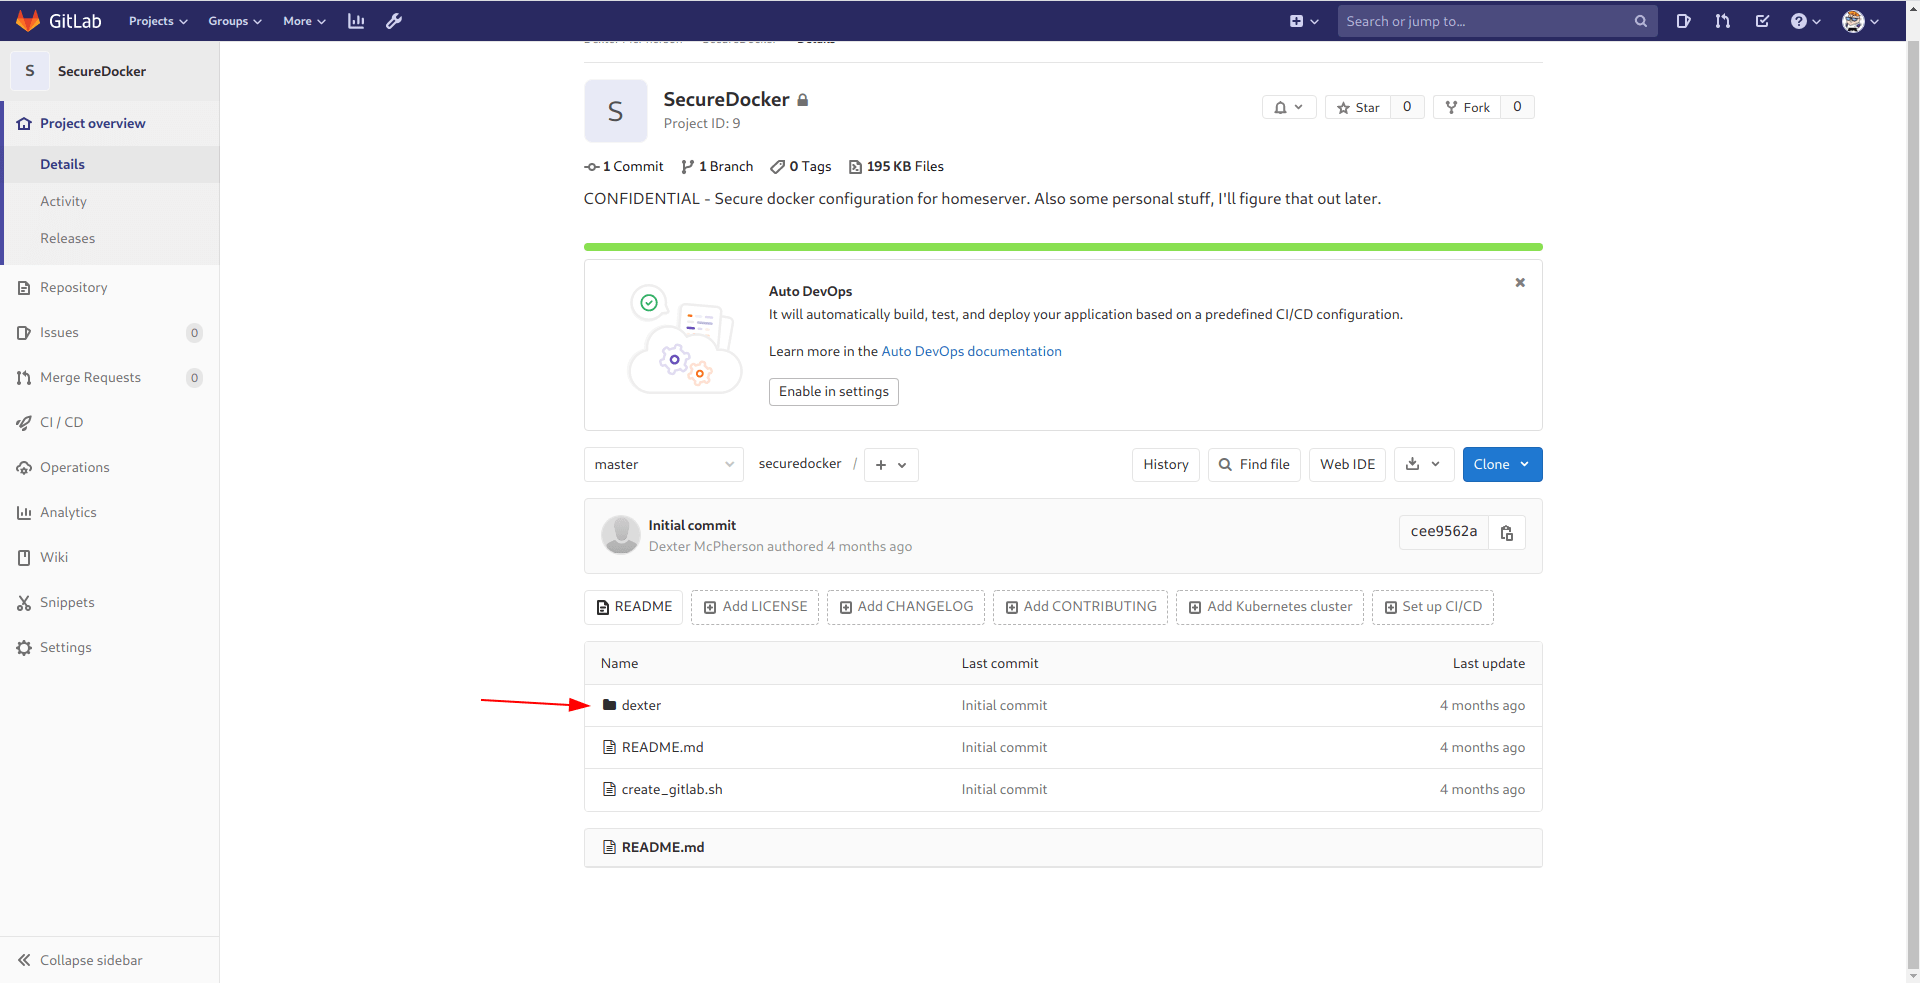 GitLab Projects Groups More Search or jump to...
S SecureDocker
Project overview
Details
Activity
Releases
Repository
Issues 0
Merge Requests 0
CI / CD
Operations
Analytics
Wiki
Snippets
Settings
Collapse sidebar
Details
S
SecureDocker
Project ID: 9
Star 0 Fork 0
1 Commit 1 Branch 0 Tags 195 KB Files
CONFIDENTIAL - Secure docker configuration for homeserver. Also some personal stuff, I'll figure that out later.
Auto DevOps
It will automatically build, test, and deploy your application based on a predefined CI/CD configuration.
Learn more in the Auto DevOps documentation
Enable in settings
master securedocker / + History Find file Web IDE Clone
Initial commit
Dexter McPherson authored 4 months ago
cee9562a
README Add LICENSE Add CHANGELOG Add CONTRIBUTING Add Kubernetes cluster Set up CI/CD
Name Last commit Last update
dexter Initial commit 4 months ago
README.md Initial commit 4 months ago
create_gitlab.sh Initial commit 4 months ago
README.md